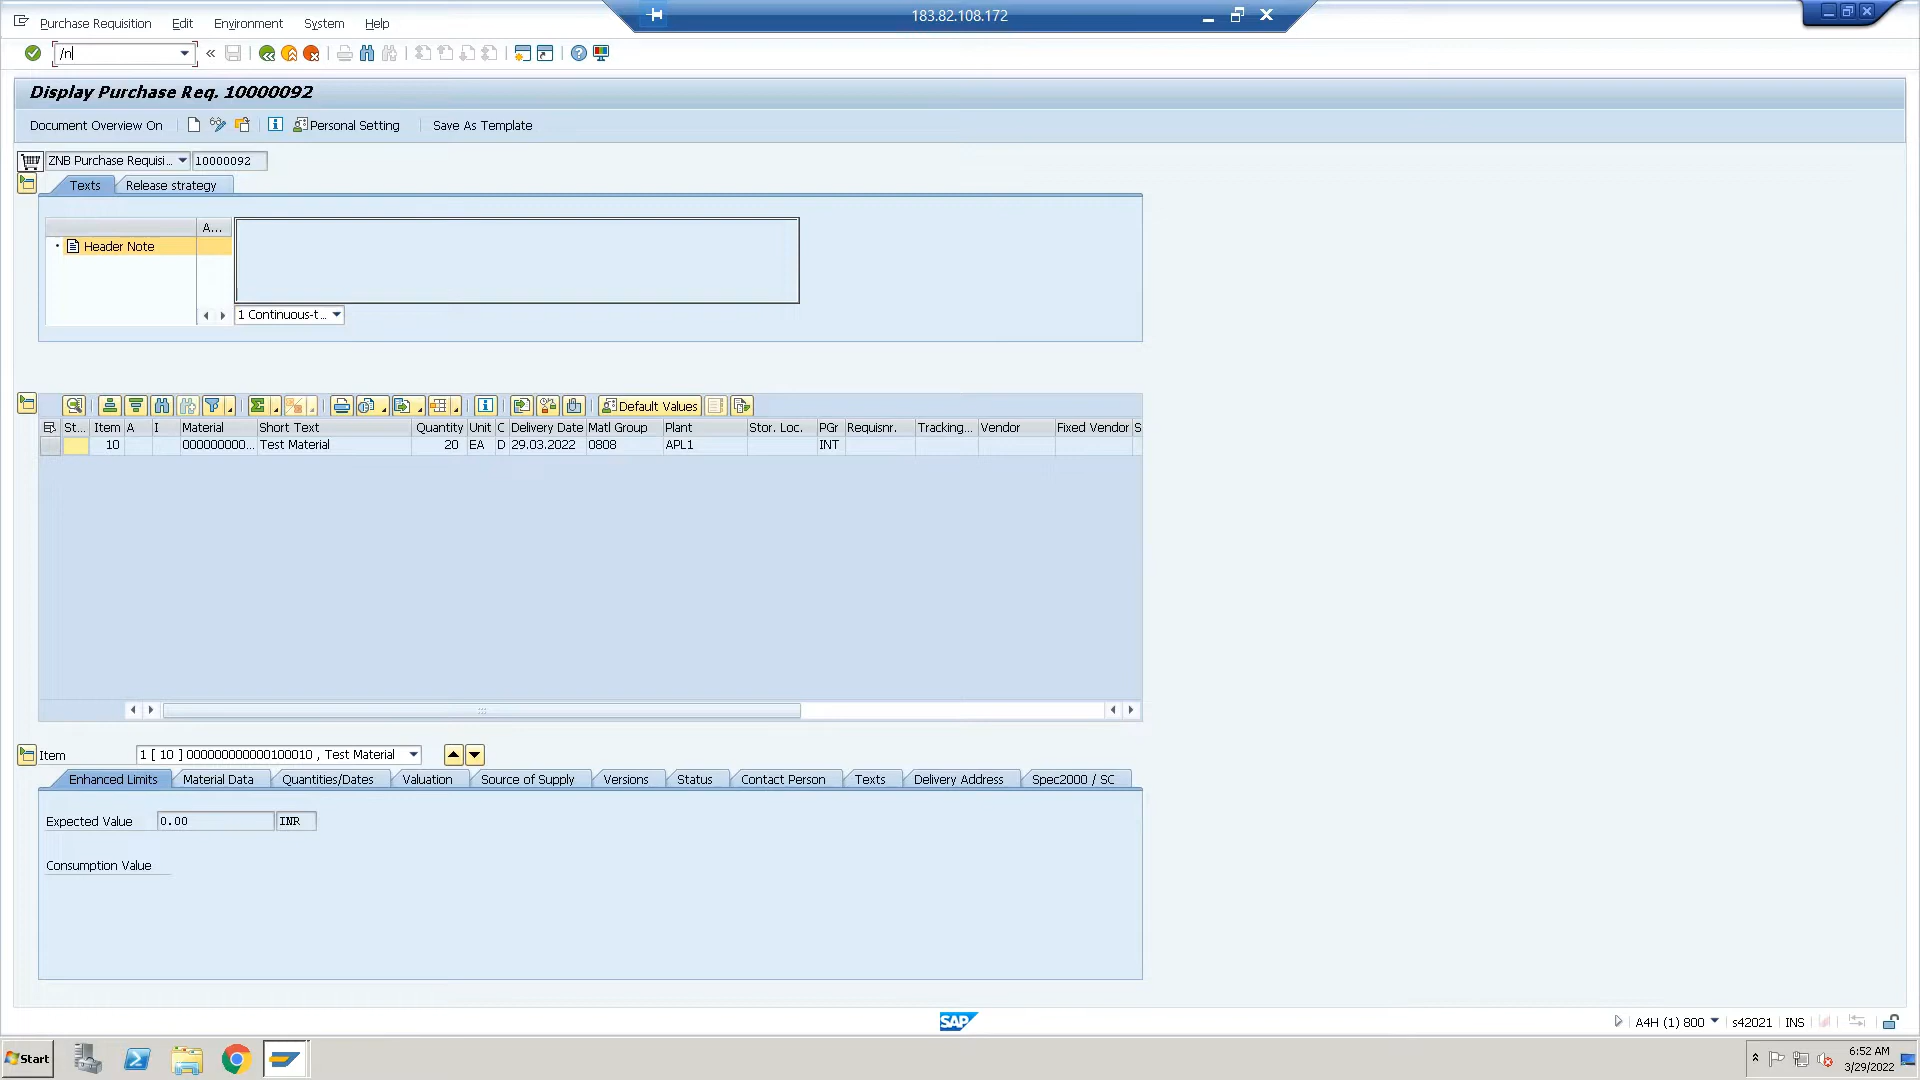 183.82.108.172
Purchase Requisition Edit Environment System Help
/n
Display Purchase Req. 10000092
Document Overview On Personal Setting Save As Template
ZNB Purchase Requisi... 10000092
Texts Release strategy
A...
Header Note
1 Continuous-t...
Default Values
St... Item A I Material Short Text Quantity Unit C Delivery Date Matl Group Plant Stor. Loc. PGr Requisnr. Tracking... Vendor Fixed Vendor S
10 000000000... Test Material 20 EA D 29.03.2022 0808 APL1 INT
Item 1 [ 10 ] 000000000000100010 , Test Material
Enhanced Limits Material Data Quantities/Dates Valuation Source of Supply Versions Status Contact Person Texts Delivery Address Spec2000 / SC
Expected Value 0.00 INR
Consumption Value
SAP
A4H (1) 800 s42021 INS
Start
6:52 AM
3/29/2022